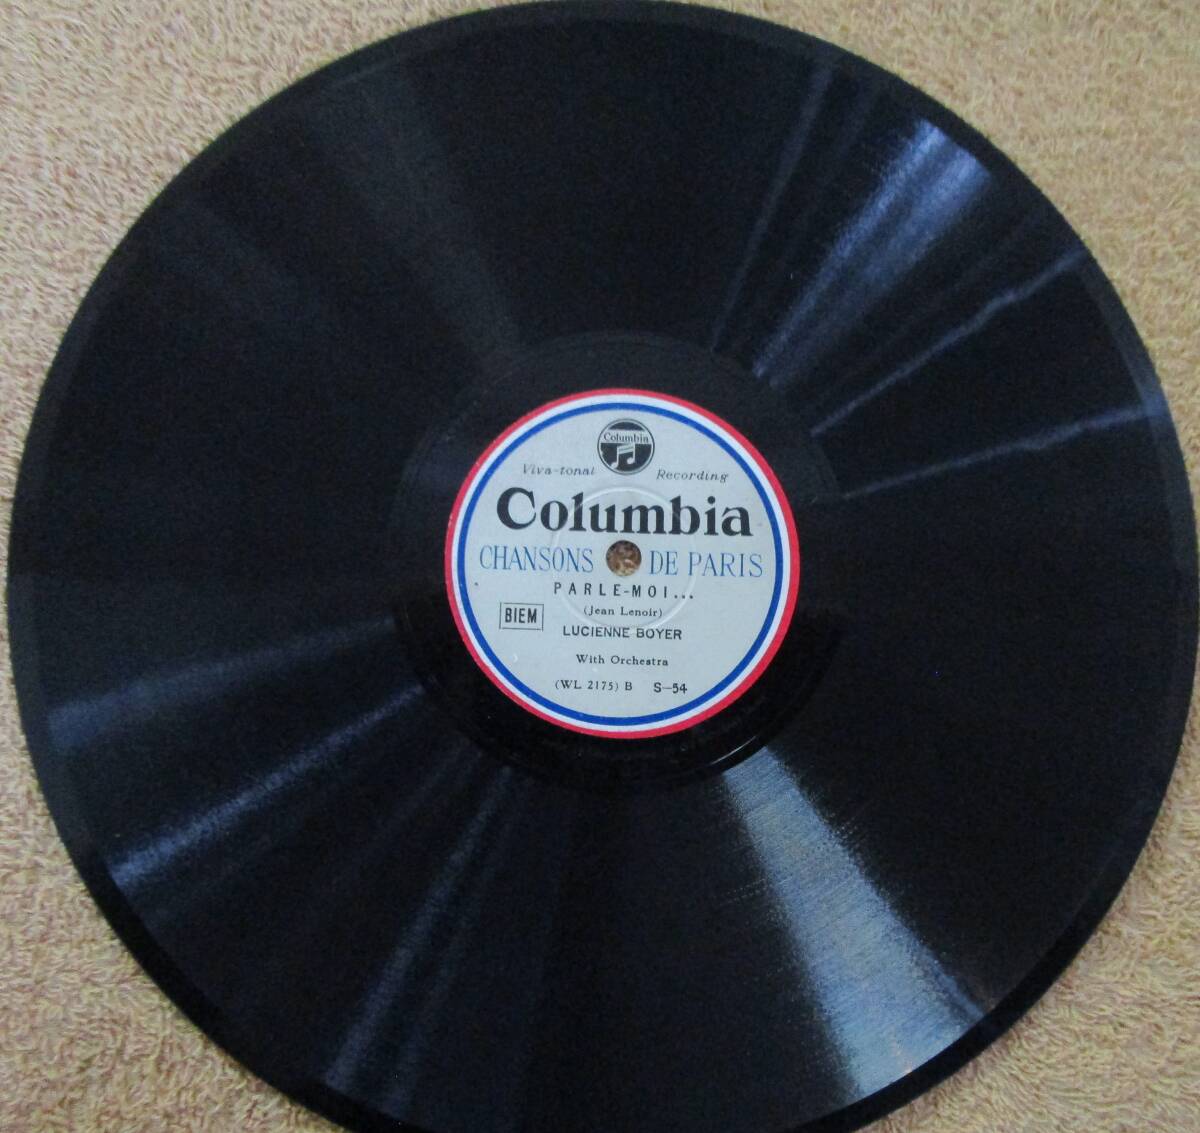 Columbia
Viva-tonal Recording
Columbia
CHANSONS DE PARIS
PARLE-MOI...
(Jean Lenoir)
BIEM
LUCIENNE BOYER
With Orchestra
(WL 2175) B S-54